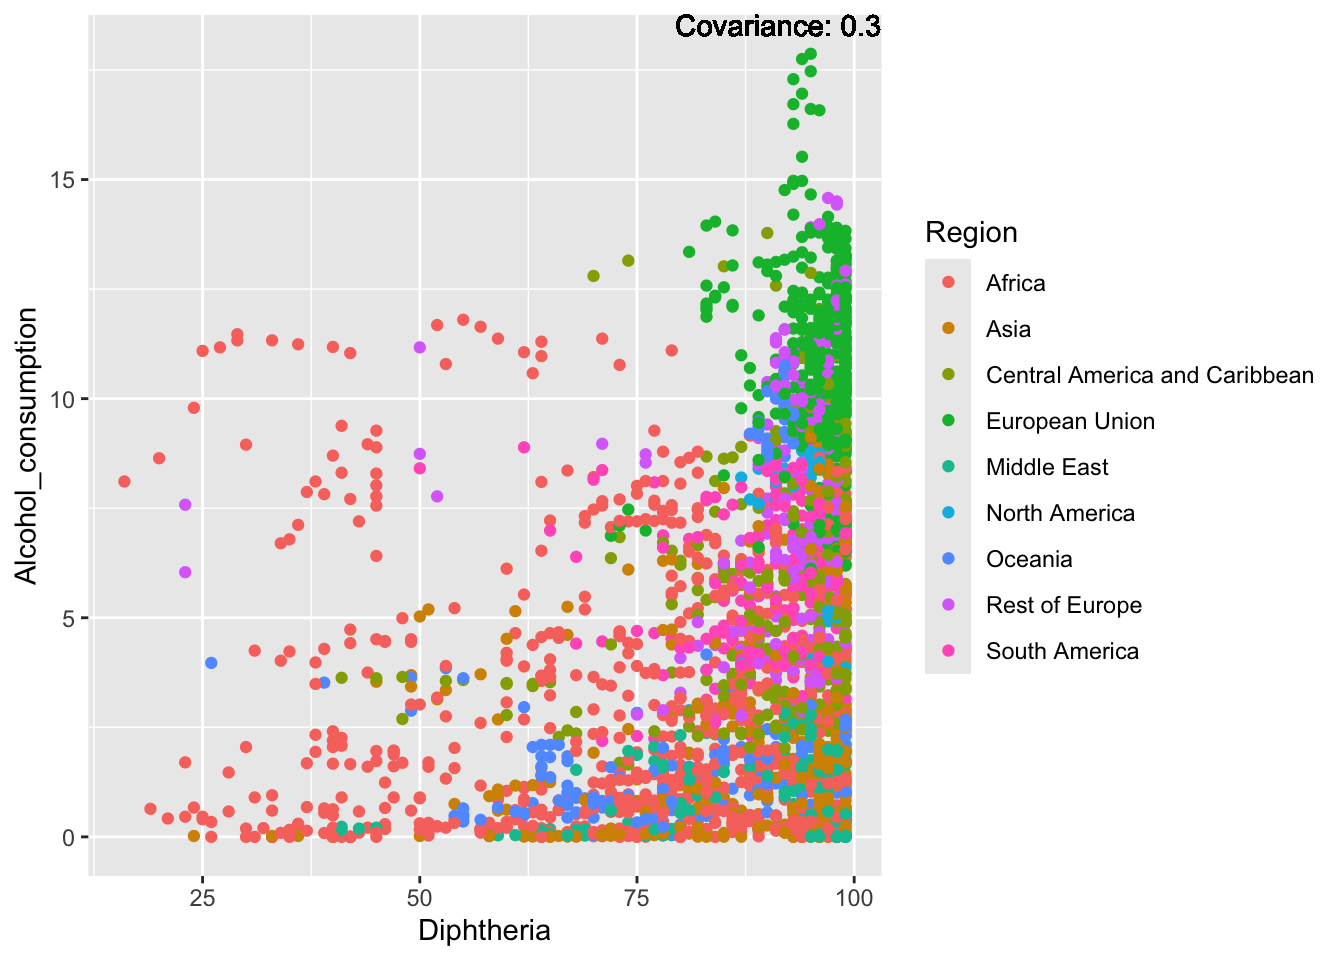 Covariance: 0.3
15
10
5
0
25 50 75 100
Diphtheria
Alcohol_consumption
Region
Africa
Asia
Central America and Caribbean
European Union
Middle East
North America
Oceania
Rest of Europe
South America